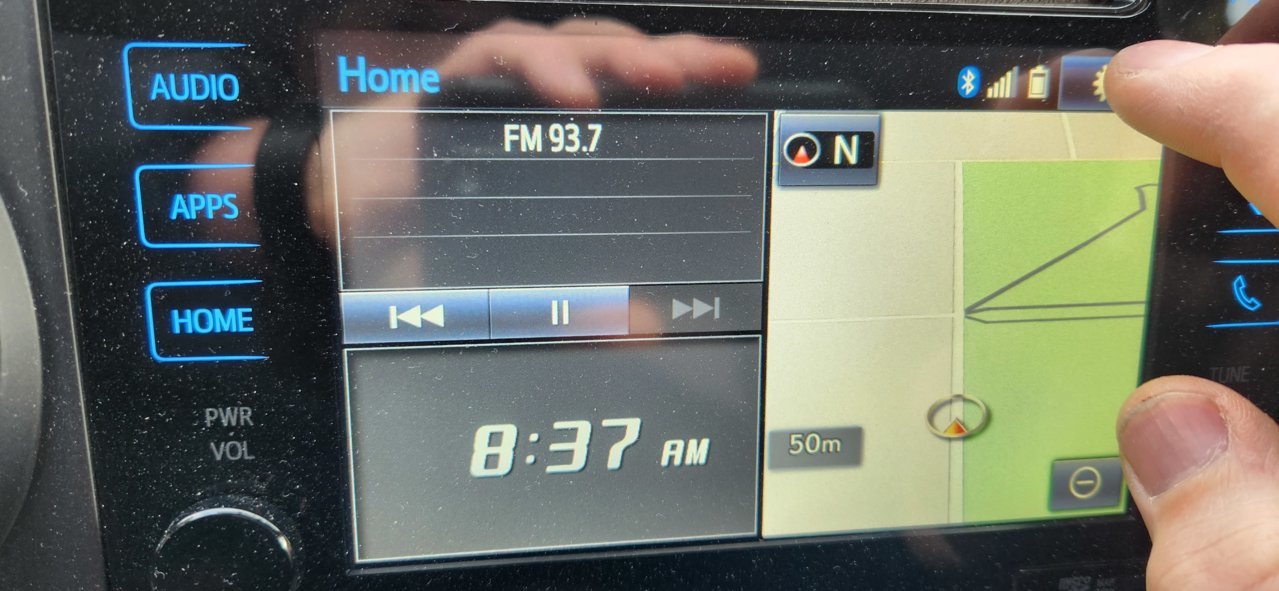 AUDIO
Home
FM 93.7
N
APPS
HOME
PWR
VOL
8:37 AM
50m
TUNE